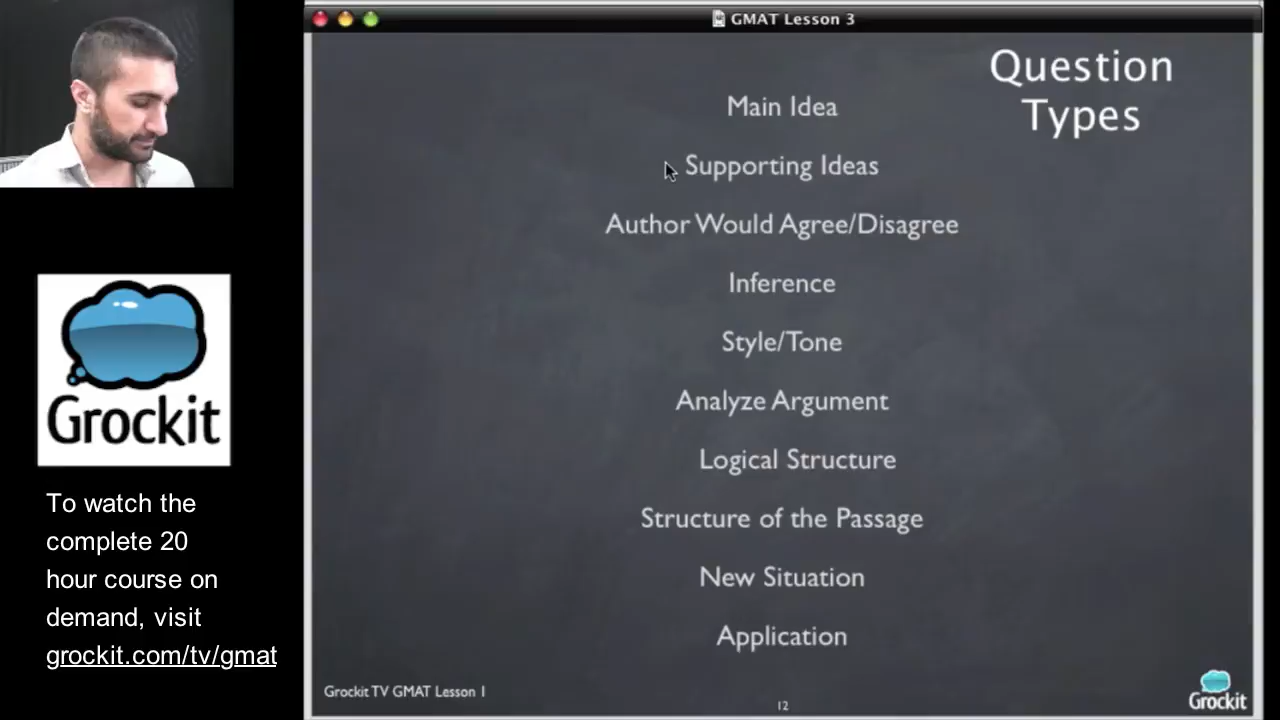 GMAT Lesson 3
Question
Types
Main Idea
Supporting Ideas
Author Would Agree/Disagree
Inference
Style/Tone
Analyze Argument
Logical Structure
Structure of the Passage
New Situation
Application
Grockit TV GMAT Lesson 1
12
Grockit
Grockit
To watch the
complete 20
hour course on
demand, visit
grockit.com/tv/gmat